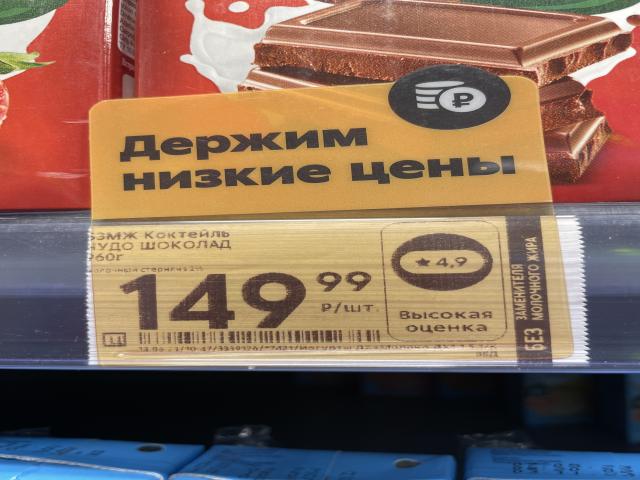 Держим
низкие цены
БЗМЖ Коктейль
ЧУДО ШОКОЛАД
960г
149 99
₽/шт.
★ 4,9
Высокая
оценка
БЕЗ ЗАМЕНИТЕЛЯ
МОЛОЧНОГО ЖИРА